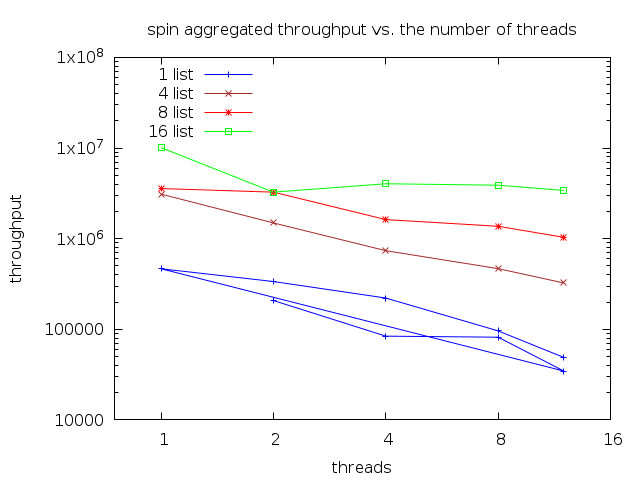 spin aggregated throughput vs. the number of threads
1x10^8
1 list
4 list
8 list
16 list
1x10^7
throughput
1x10^6
100000
10000
1 2 4 8 16
threads